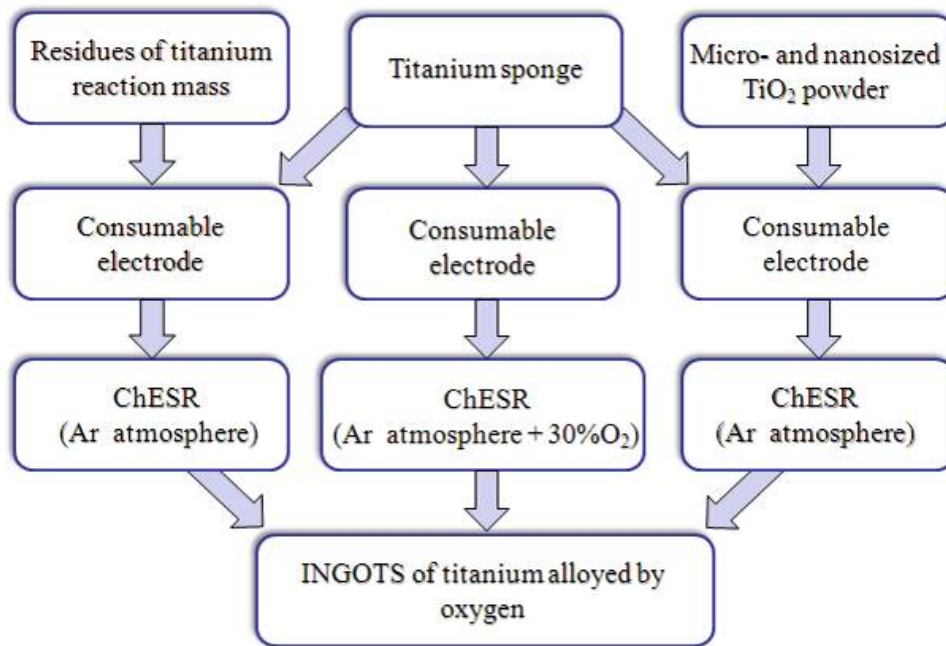 Residues of titanium
reaction mass
Titanium sponge
Micro- and nanosized
TiO₂ powder
Consumable
electrode
Consumable
electrode
Consumable
electrode
ChESR
(Ar atmosphere)
ChESR
(Ar atmosphere + 30%O₂)
ChESR
(Ar atmosphere)
INGOTS of titanium alloyed by
oxygen